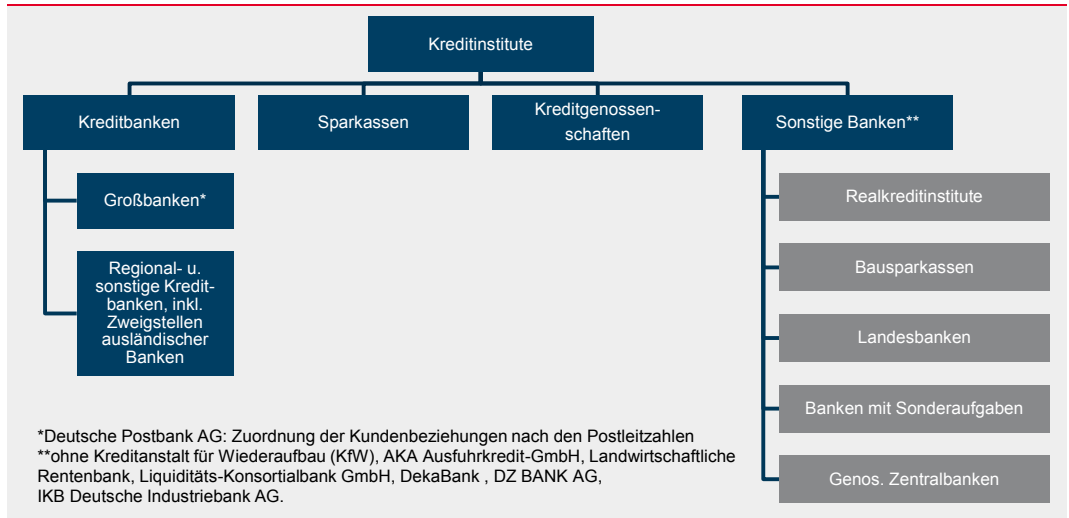 Kreditinstitute
Kreditbanken
Sparkassen
Kreditgenossen-
schaften
Sonstige Banken**
Großbanken*
Regional- u.
sonstige Kredit-
banken, inkl.
Zweigstellen
ausländischer
Banken
Realkreditinstitute
Bausparkassen
Landesbanken
Banken mit Sonderaufgaben
Genos. Zentralbanken
*Deutsche Postbank AG: Zuordnung der Kundenbeziehungen nach den Postleitzahlen
**ohne Kreditanstalt für Wiederaufbau (KfW), AKA Ausfuhrkredit-GmbH, Landwirtschaftliche
Rentenbank, Liquiditäts-Konsortialbank GmbH, DekaBank , DZ BANK AG,
IKB Deutsche Industriebank AG.